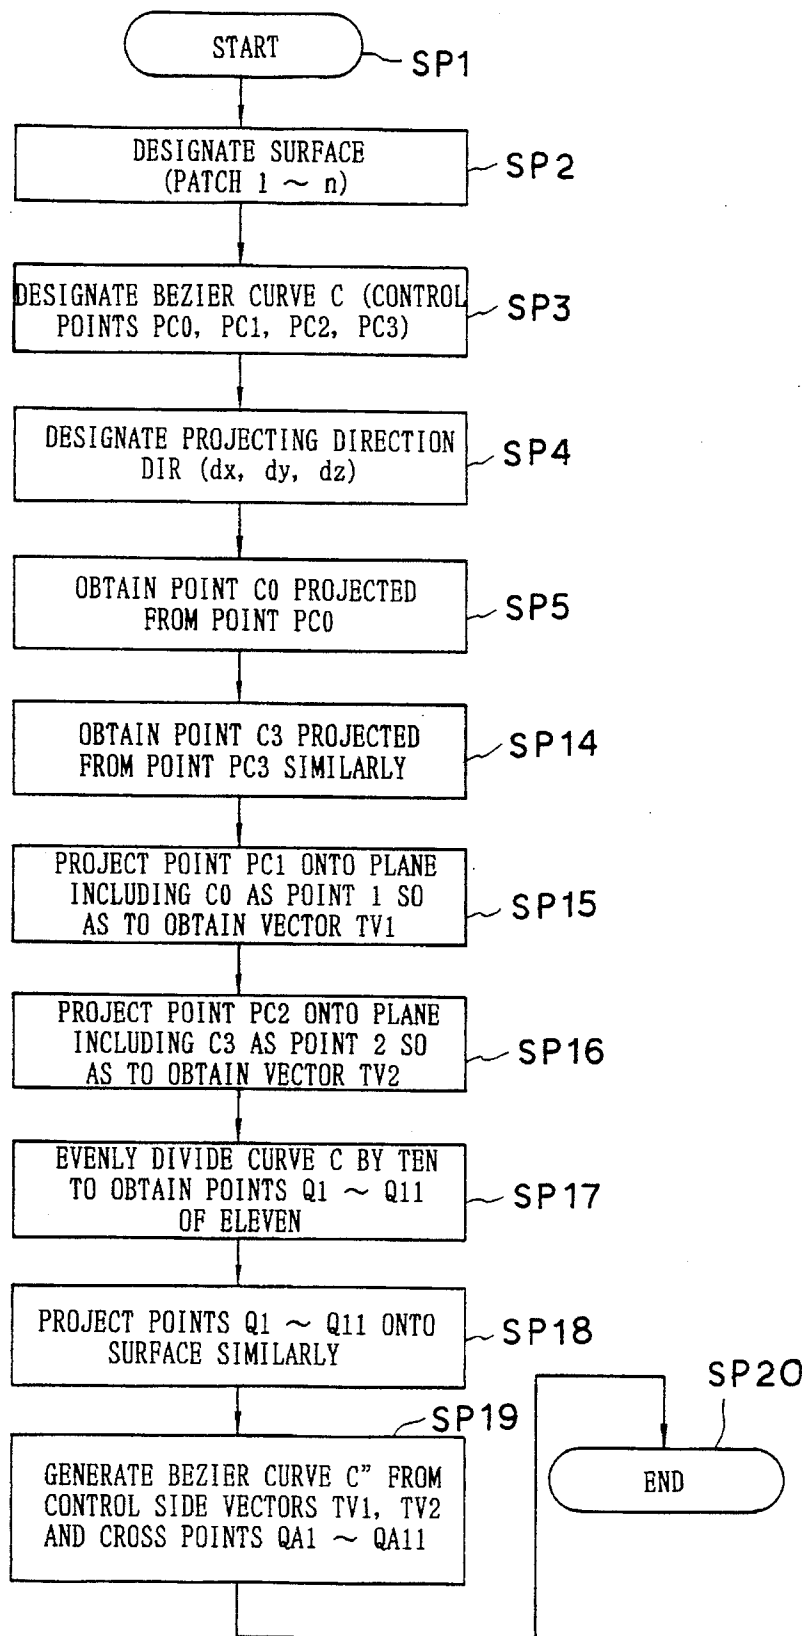 START
SP1
DESIGNATE SURFACE
(PATCH 1 ~ n)
SP2
DESIGNATE BEZIER CURVE C (CONTROL
POINTS PC0, PC1, PC2, PC3)
SP3
DESIGNATE PROJECTING DIRECTION
DIR (dx, dy, dz)
SP4
OBTAIN POINT C0 PROJECTED
FROM POINT PC0
SP5
OBTAIN POINT C3 PROJECTED
FROM POINT PC3 SIMILARLY
SP14
PROJECT POINT PC1 ONTO PLANE
INCLUDING C0 AS POINT 1 SO
AS TO OBTAIN VECTOR TV1
SP15
PROJECT POINT PC2 ONTO PLANE
INCLUDING C3 AS POINT 2 SO
AS TO OBTAIN VECTOR TV2
SP16
EVENLY DIVIDE CURVE C BY TEN
TO OBTAIN POINTS Q1 ~ Q11
OF ELEVEN
SP17
PROJECT POINTS Q1 ~ Q11 ONTO
SURFACE SIMILARLY
SP18
SP19
GENERATE BEZIER CURVE C” FROM
CONTROL SIDE VECTORS TV1, TV2
AND CROSS POINTS QA1 ~ QA11
SP20
END